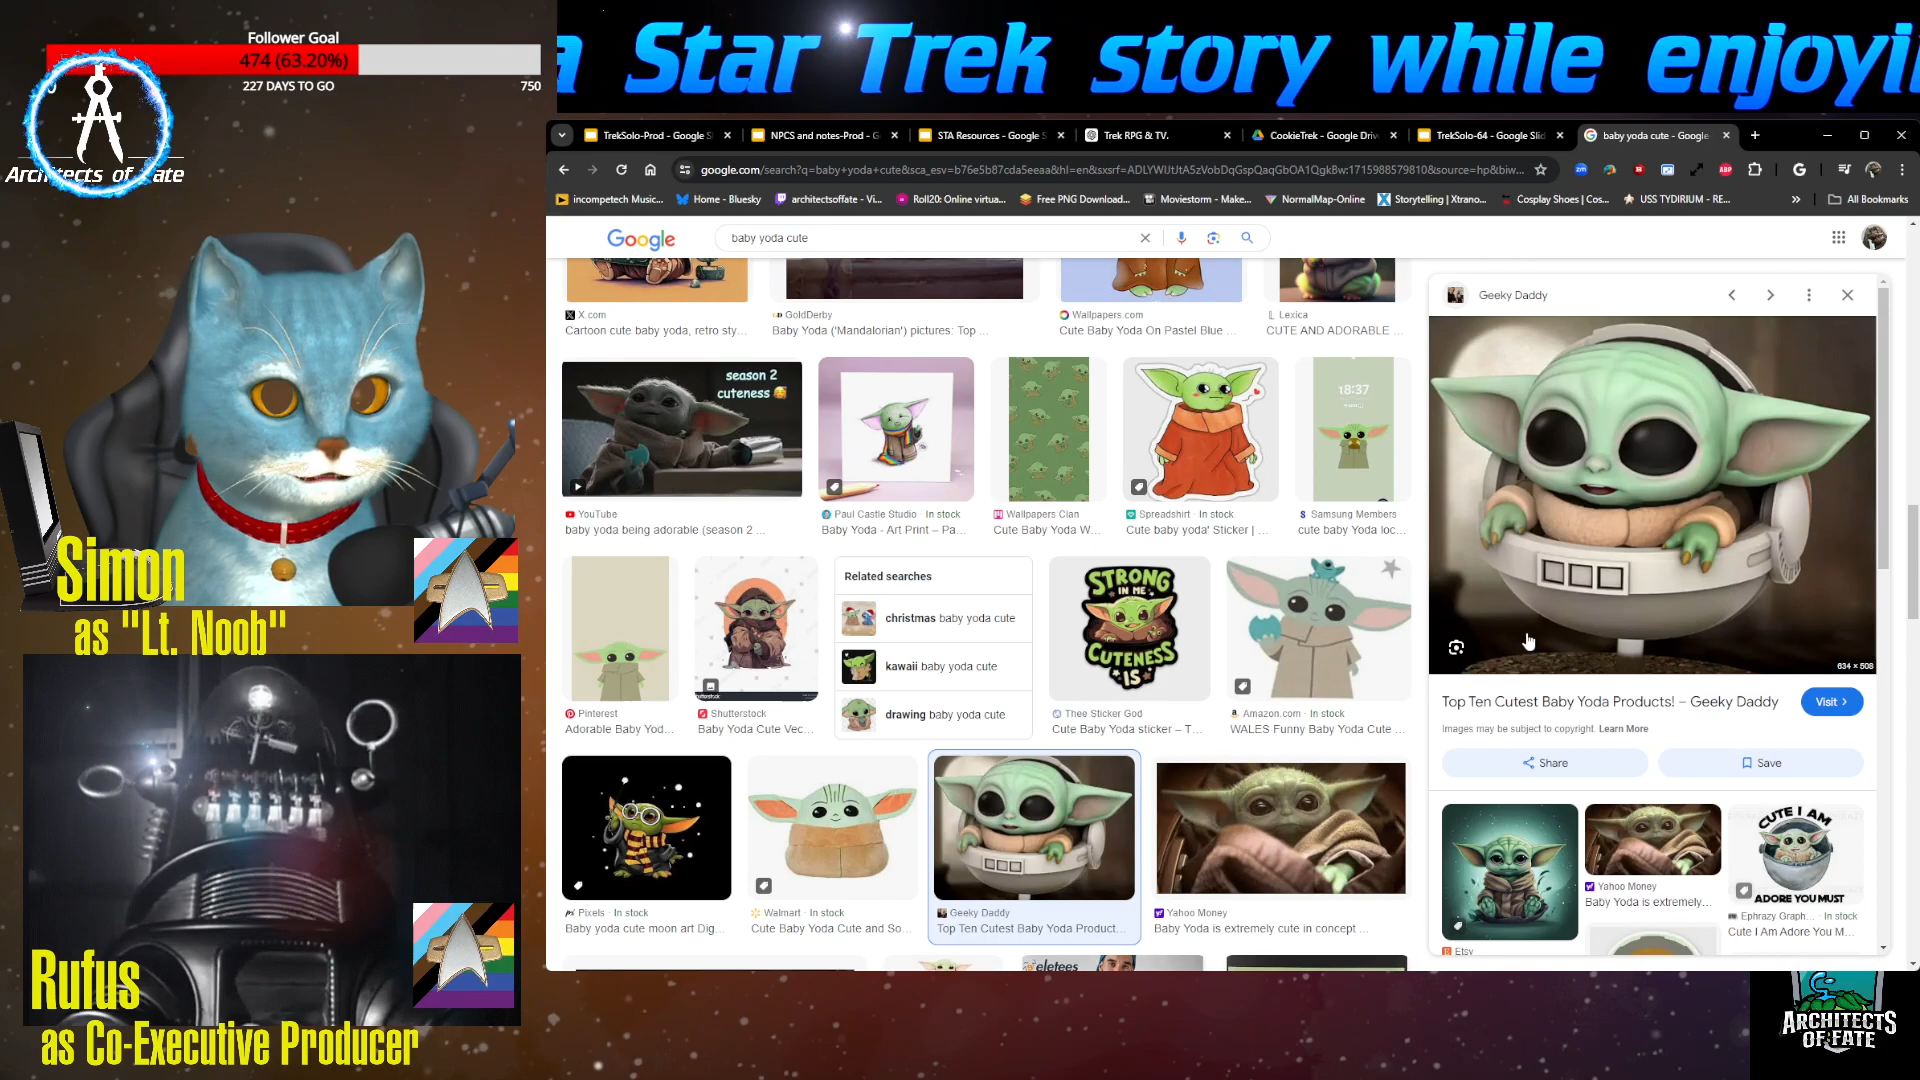 Follower Goal
474 (63.20%)
227 DAYS TO GO
750
Architects of Fate
a Star Trek story while enjoyi
TrekSolo-Prod - Google S
NPCS and notes-Prod - G
STA Resources - Google S
Trek RPG & TV.
CookieTrek - Google Driv
TrekSolo-64 - Google Slid
baby yoda cute - Google
google.com/search?q=baby+yoda+cute&sca_esv=b76e5b87cda5eeaa&hl=en&sxsrf=ADLYWIJtJtA5zVobDqGspQaqGbOA1QgkBw:1715988579810&source=hp&biw...
incompetech Music...
Home - Bluesky
architectsoffate - Vi...
Roll20: Online virtua...
Free PNG Download...
Moviestorm - Make...
NormalMap-Online
Storytelling | Xtrano...
Cosplay Shoes | Cos...
USS TYDIRIUM - RE...
All Bookmarks
Google
baby yoda cute
X.com
Cartoon cute baby yoda, retro sty...
GoldDerby
Baby Yoda ('Mandalorian') pictures: Top ...
Wallpapers.com
Cute Baby Yoda On Pastel Blue ...
Lexica
CUTE AND ADORABLE ...
season 2
cuteness
18:37
YouTube
baby yoda being adorable (season 2 ...
Paul Castle Studio · In stock
Baby Yoda - Art Print – Pa...
Wallpapers Clan
Cute Baby Yoda W...
Spreadshirt · In stock
Cute baby yoda' Sticker | ...
Samsung Members
cute baby yoda loc...
Related searches
christmas baby yoda cute
kawaii baby yoda cute
drawing baby yoda cute
STRONG
IN ME
CUTENESS
IS
Pinterest
Adorable Baby Yod...
Shutterstock
Baby Yoda Cute Vec...
Thee Sticker God
Cute Baby Yoda sticker – T...
Amazon.com · In stock
WALES Funny Baby Yoda Cute ...
Pixels · In stock
Baby yoda cute moon art Dig...
Walmart · In stock
Cute Baby Yoda Cute and So...
Geeky Daddy
Top Ten Cutest Baby Yoda Product...
Yahoo Money
Baby Yoda is extremely cute in concept ...
eletees
Geeky Daddy
634 × 508
Top Ten Cutest Baby Yoda Products! – Geeky Daddy
Visit
Images may be subject to copyright. Learn More
Share
Save
Etsy
Yahoo Money
Baby Yoda is extremely...
CUTE I AM
ADORE YOU MUST
Ephrazy Graph... · In stock
Cute I Am Adore You M...
Simon
as "Lt. Noob"
Rufus
as Co-Executive Producer
ARCHITECTS
OF FATE